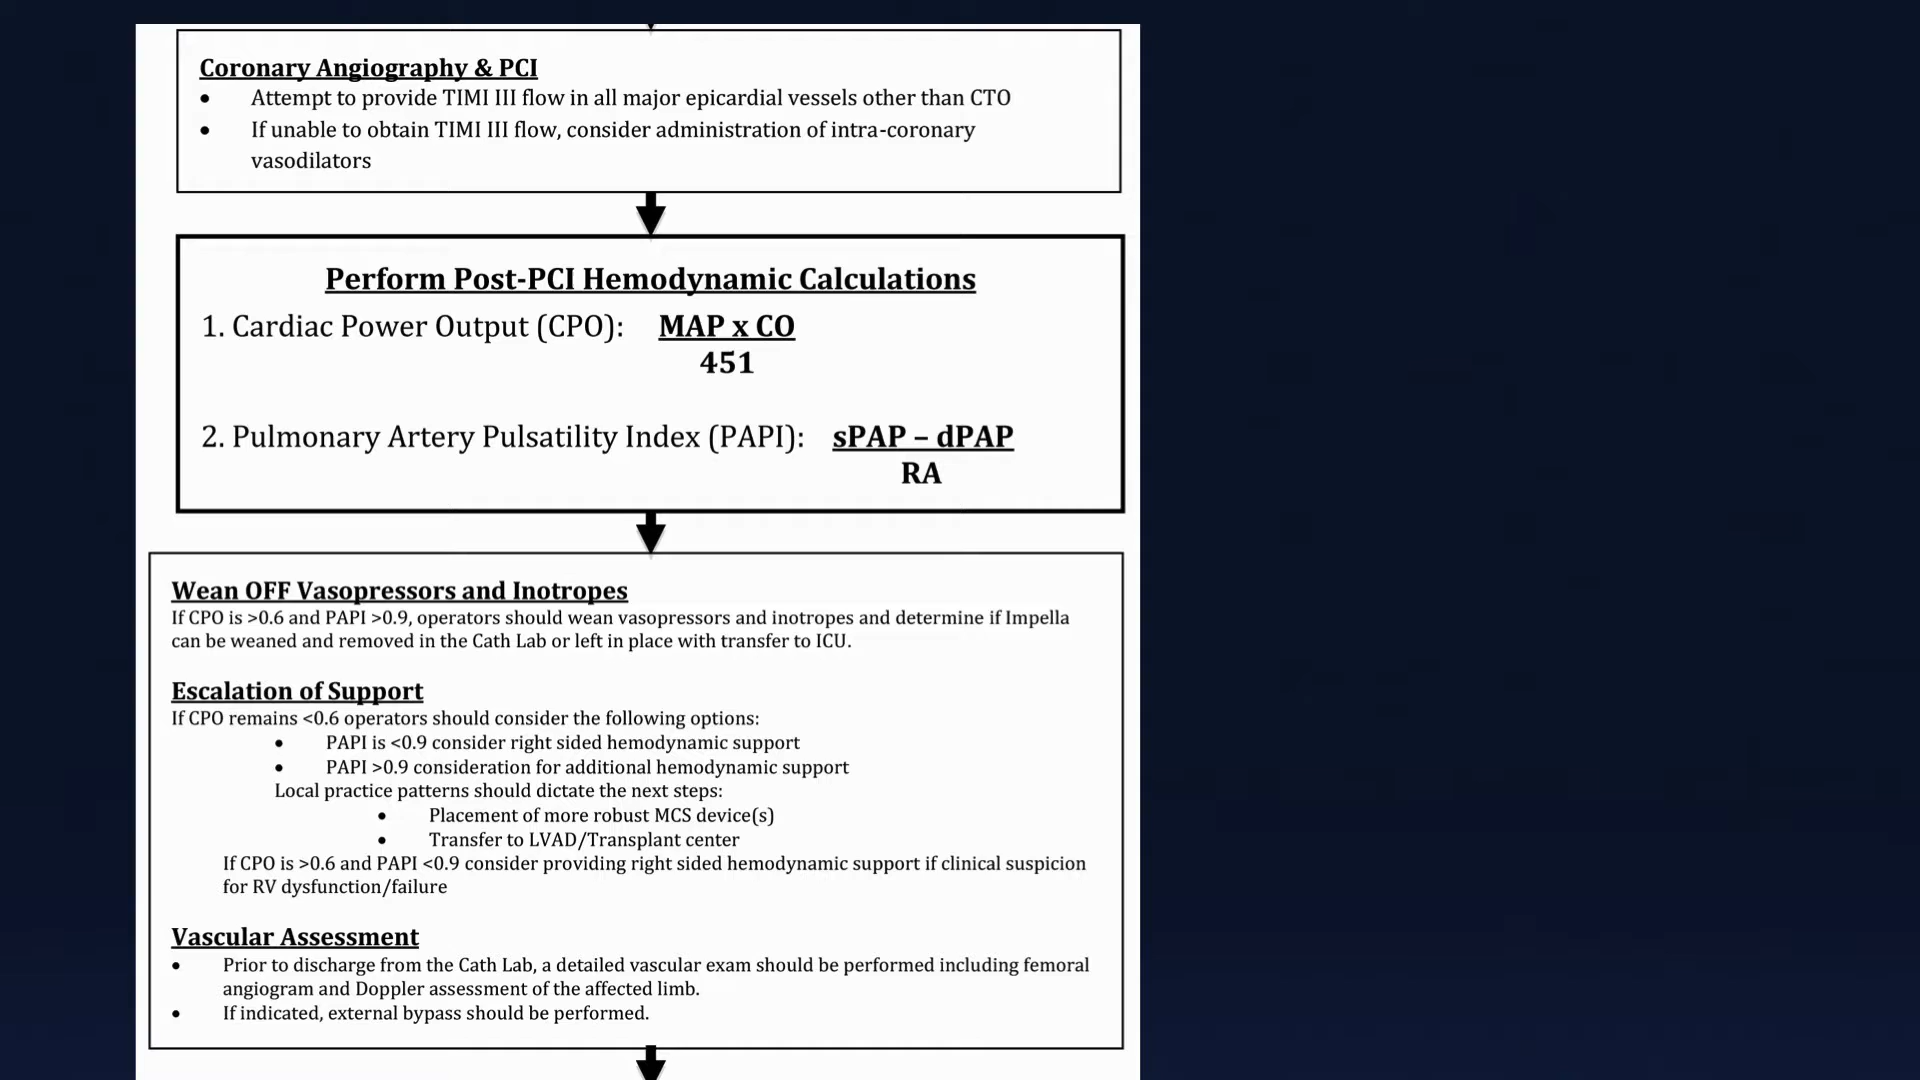 Coronary Angiography & PCI
• Attempt to provide TIMI III flow in all major epicardial vessels other than CTO
• If unable to obtain TIMI III flow, consider administration of intra-coronary
vasodilators
Perform Post-PCI Hemodynamic Calculations
1. Cardiac Power Output (CPO): MAP x CO
451
2. Pulmonary Artery Pulsatility Index (PAPI): sPAP – dPAP
RA
Wean OFF Vasopressors and Inotropes
If CPO is >0.6 and PAPI >0.9, operators should wean vasopressors and inotropes and determine if Impella
can be weaned and removed in the Cath Lab or left in place with transfer to ICU.
Escalation of Support
If CPO remains <0.6 operators should consider the following options:
• PAPI is <0.9 consider right sided hemodynamic support
• PAPI >0.9 consideration for additional hemodynamic support
Local practice patterns should dictate the next steps:
• Placement of more robust MCS device(s)
• Transfer to LVAD/Transplant center
If CPO is >0.6 and PAPI <0.9 consider providing right sided hemodynamic support if clinical suspicion
for RV dysfunction/failure
Vascular Assessment
• Prior to discharge from the Cath Lab, a detailed vascular exam should be performed including femoral
angiogram and Doppler assessment of the affected limb.
• If indicated, external bypass should be performed.